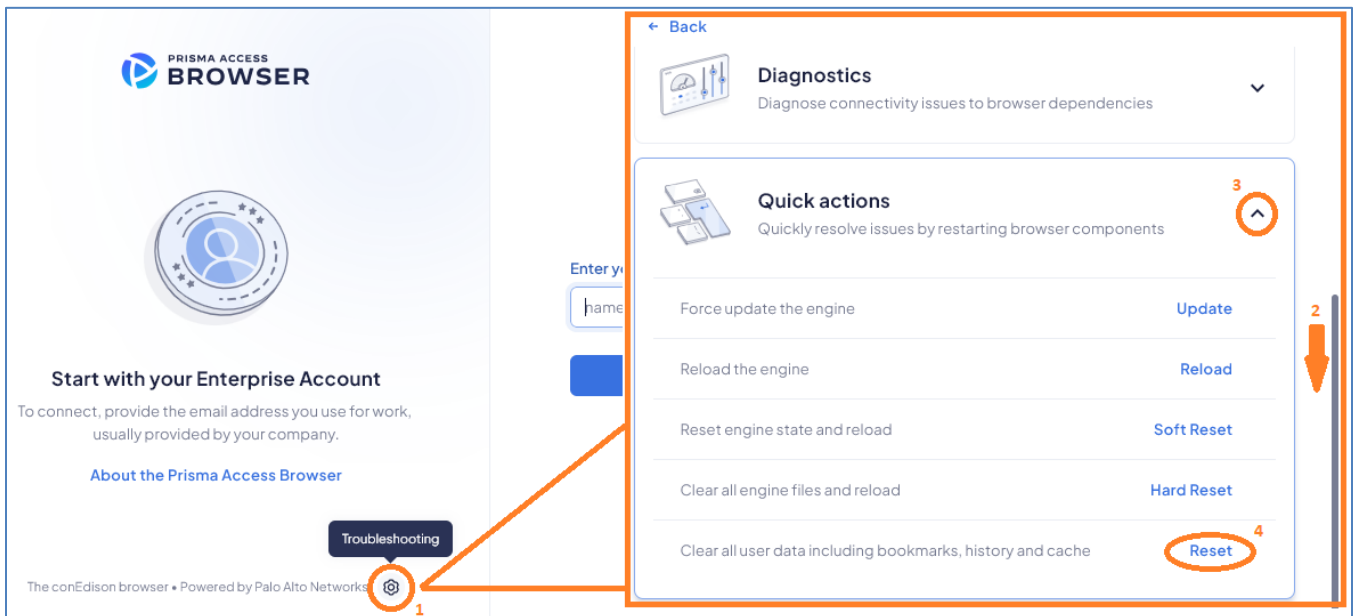 PRISMA ACCESS
BROWSER
Start with your Enterprise Account
To connect, provide the email address you use for work,
usually provided by your company.
About the Prisma Access Browser
Troubleshooting
The conEdison browser • Powered by Palo Alto Networks
1
Enter
name
← Back
Diagnostics
Diagnose connectivity issues to browser dependencies
Quick actions
Quickly resolve issues by restarting browser components
3
Force update the engine Update
2
Reload the engine Reload
Reset engine state and reload Soft Reset
Clear all engine files and reload Hard Reset
Clear all user data including bookmarks, history and cache Reset
4